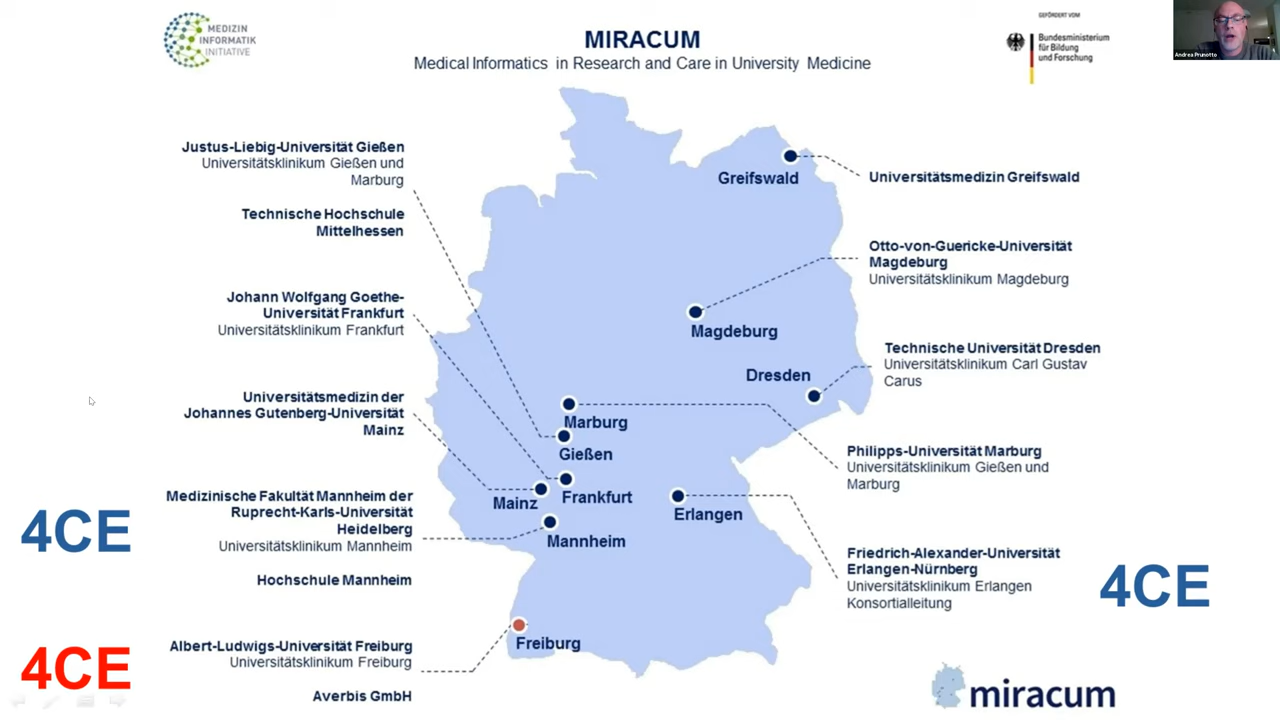 MEDIZIN
INFORMATIK
INITIATIVE
MIRACUM
Medical Informatics in Research and Care in University Medicine
GEFÖRDERT VOM
Bundesministerium
für Bildung
und Forschung
Andrea Prunotto
Justus-Liebig-Universität Gießen
Universitätsklinikum Gießen und
Marburg
Technische Hochschule
Mittelhessen
Johann Wolfgang Goethe-
Universität Frankfurt
Universitätsklinikum Frankfurt
Universitätsmedizin der
Johannes Gutenberg-Universität
Mainz
Medizinische Fakultät Mannheim der
Ruprecht-Karls-Universität
Heidelberg
Universitätsklinikum Mannheim
Hochschule Mannheim
Albert-Ludwigs-Universität Freiburg
Universitätsklinikum Freiburg
Averbis GmbH
4CE
4CE
Greifswald
Magdeburg
Dresden
Marburg
Gießen
Frankfurt
Mainz
Erlangen
Mannheim
Freiburg
Universitätsmedizin Greifswald
Otto-von-Guericke-Universität
Magdeburg
Universitätsklinikum Magdeburg
Technische Universität Dresden
Universitätsklinikum Carl Gustav
Carus
Philipps-Universität Marburg
Universitätsklinikum Gießen und
Marburg
Friedrich-Alexander-Universität
Erlangen-Nürnberg
Universitätsklinikum Erlangen
Konsortialleitung
4CE
miracum